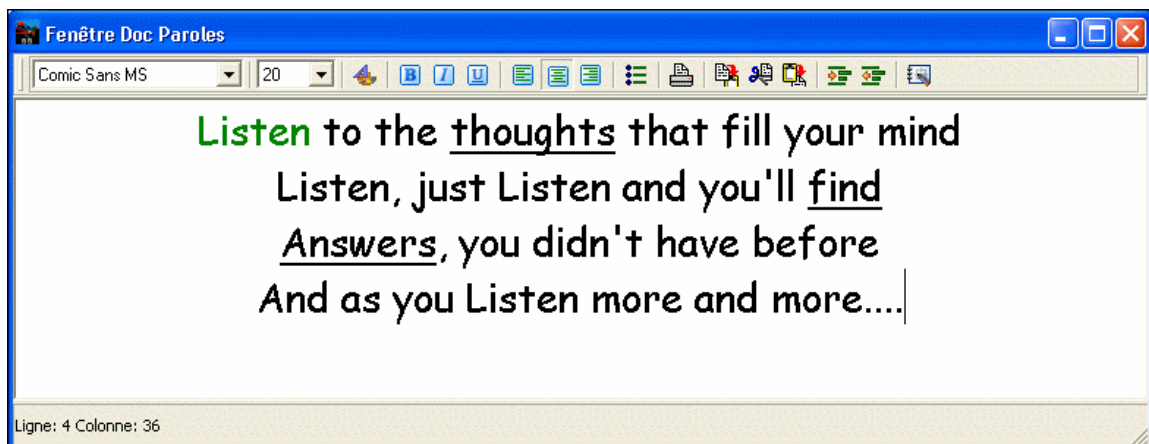 Fenêtre Doc Paroles
Comic Sans MS 20 B I U
Listen to the thoughts that fill your mind
Listen, just Listen and you'll find
Answers, you didn't have before
And as you Listen more and more....
Ligne: 4 Colonne: 36